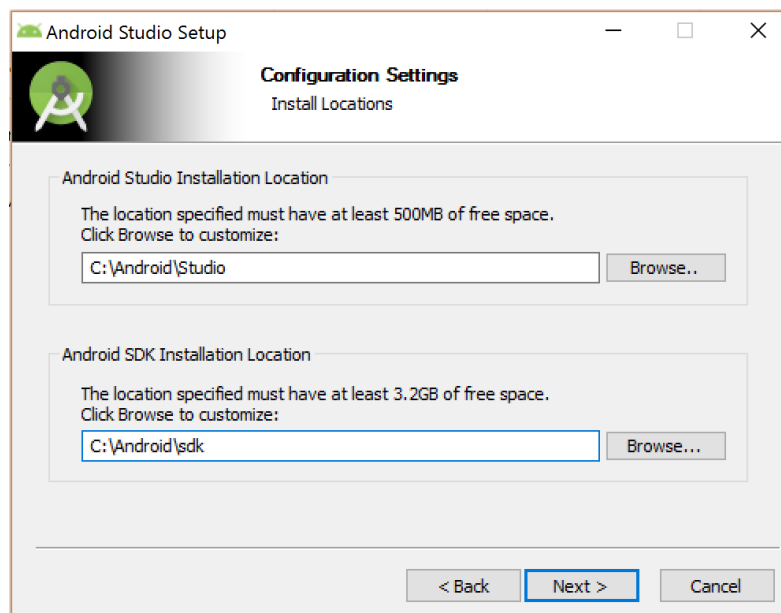 Android Studio Setup
Configuration Settings
Install Locations
Android Studio Installation Location
The location specified must have at least 500MB of free space.
Click Browse to customize:
C:\Android\Studio
Browse..
Android SDK Installation Location
The location specified must have at least 3.2GB of free space.
Click Browse to customize:
C:\Android\sdk
Browse...
< Back
Next >
Cancel